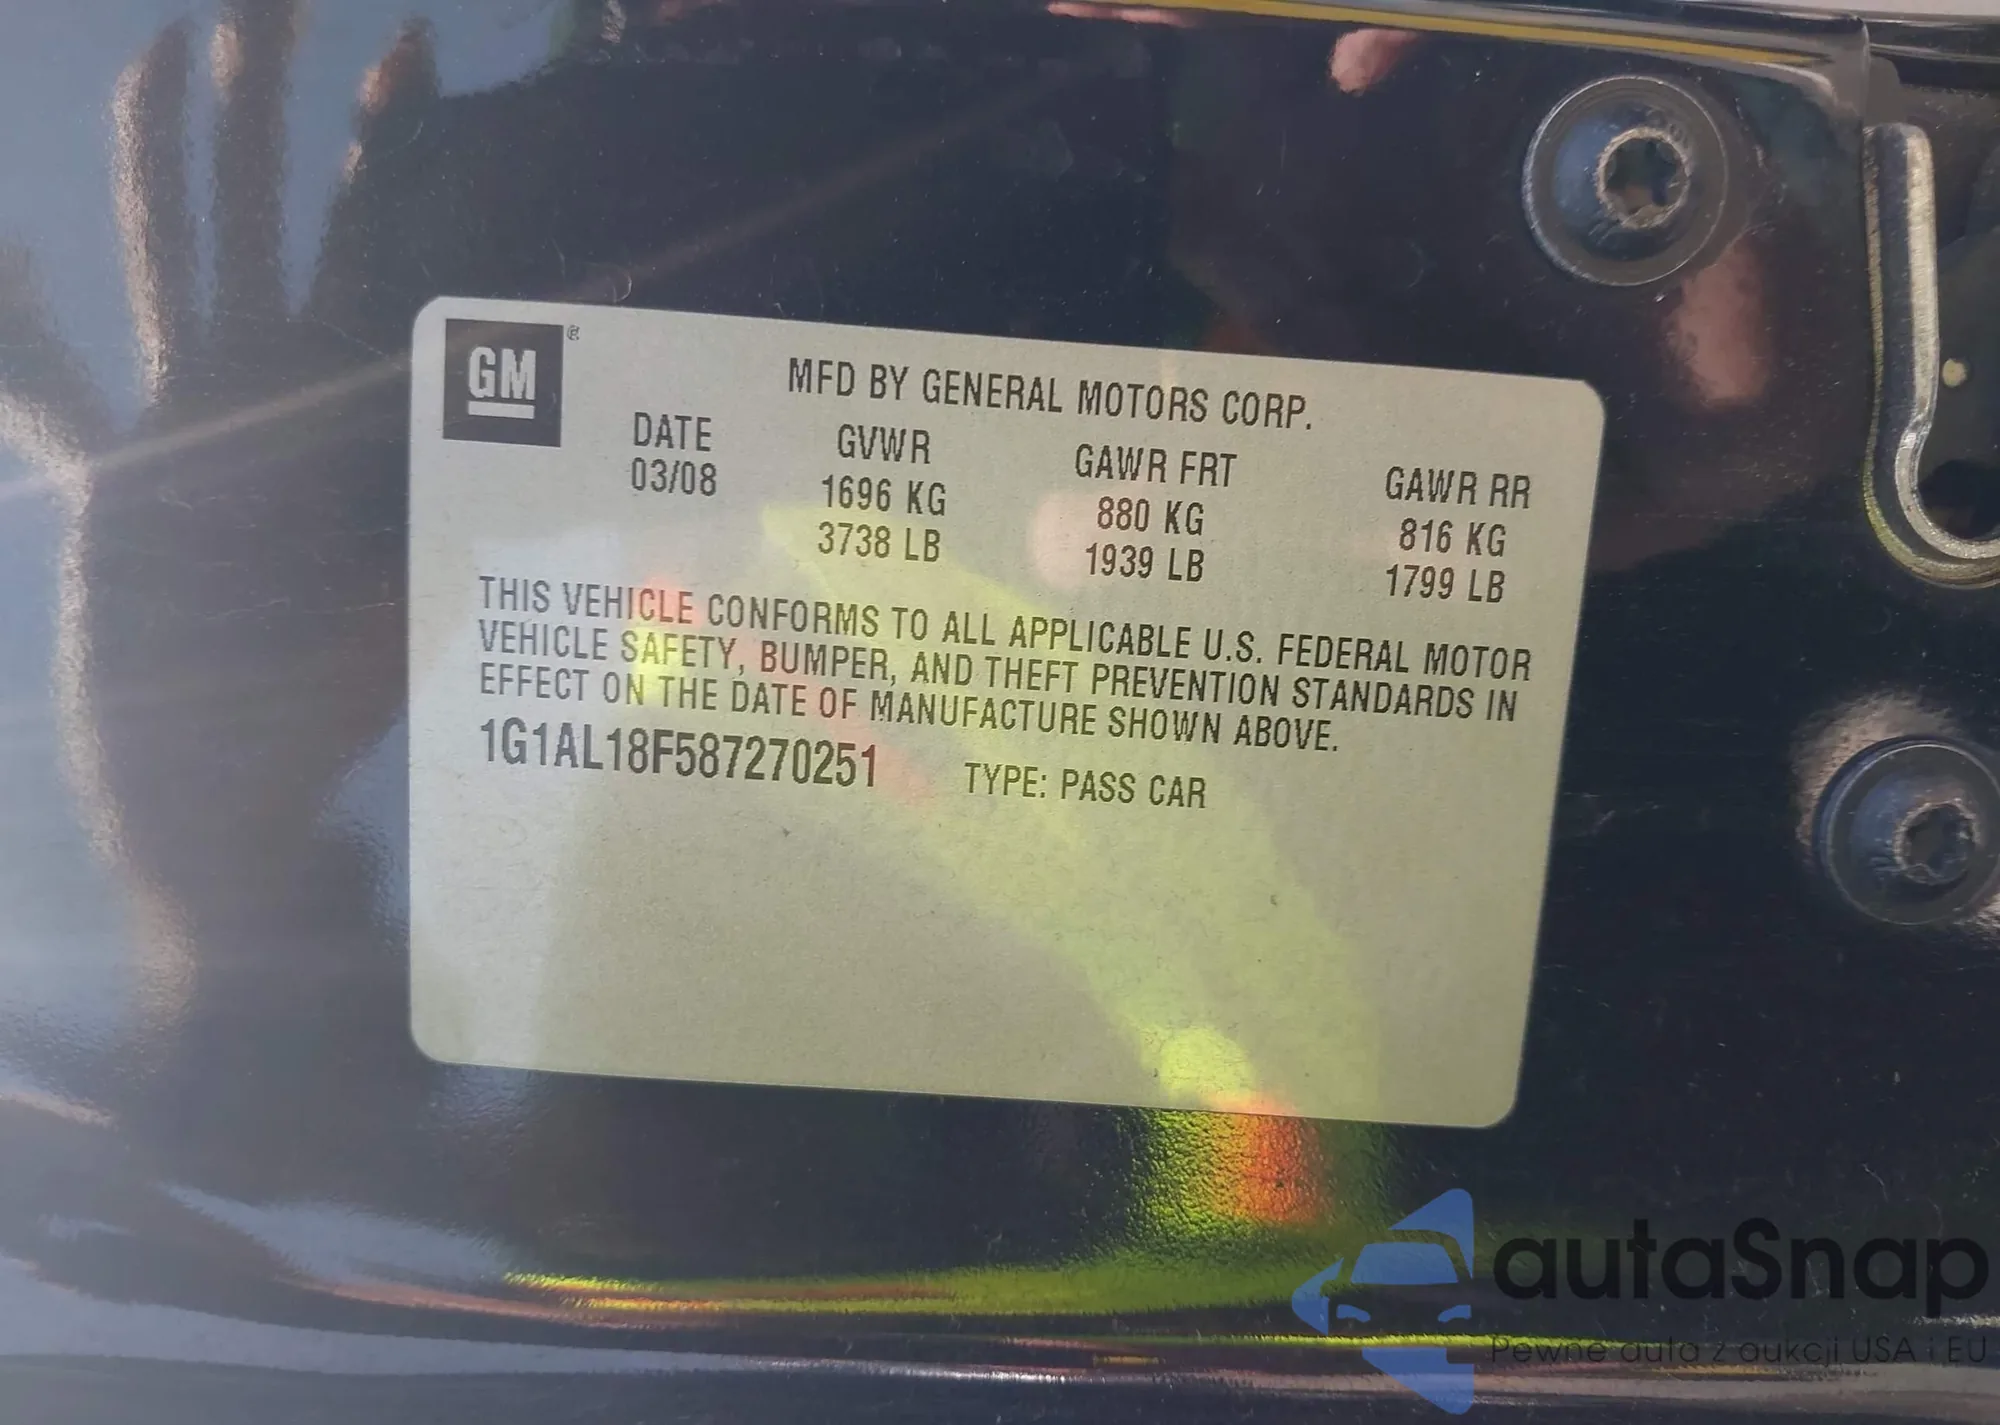 GM ®
MFD BY GENERAL MOTORS CORP.
DATE GVWR GAWR FRT GAWR RR
03/08 1696 KG 880 KG 816 KG
3738 LB 1939 LB 1799 LB
THIS VEHICLE CONFORMS TO ALL APPLICABLE U.S. FEDERAL MOTOR
VEHICLE SAFETY, BUMPER, AND THEFT PREVENTION STANDARDS IN
EFFECT ON THE DATE OF MANUFACTURE SHOWN ABOVE.
1G1AL18F587270251 TYPE: PASS CAR
autaSnap
Pewne auta z aukcji USA i EU